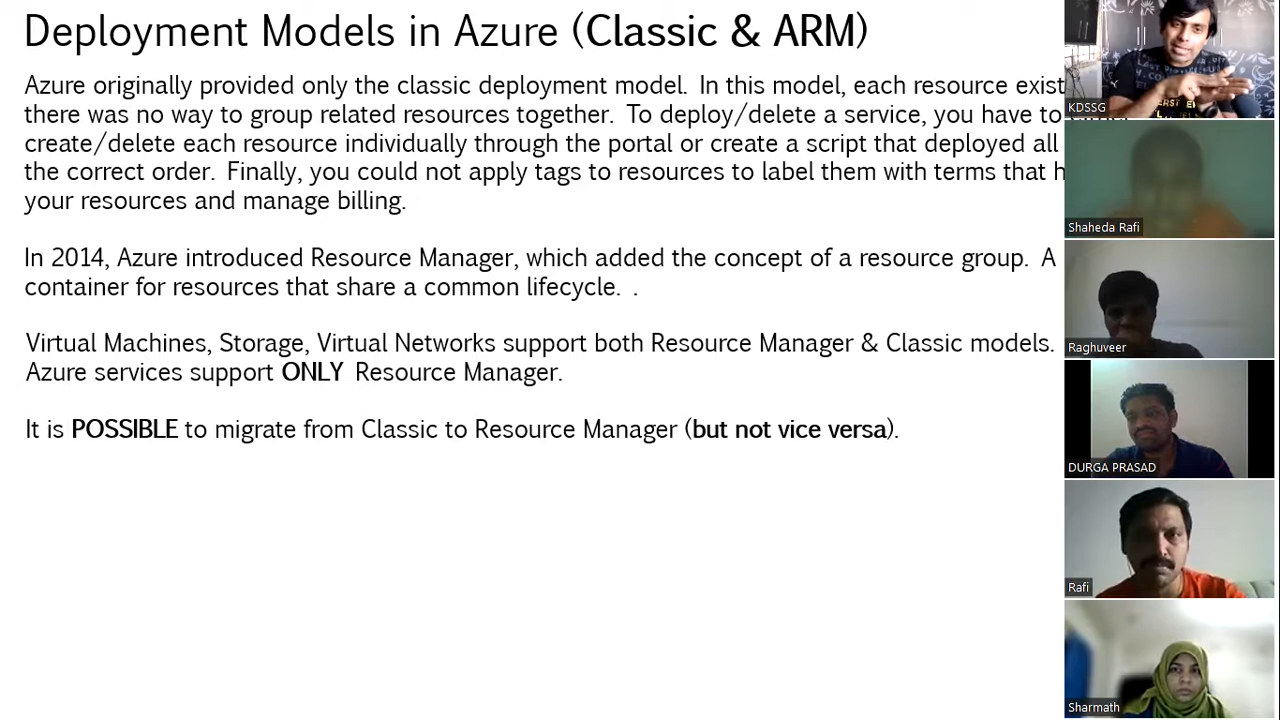 Deployment Models in Azure (Classic & ARM)
Azure originally provided only the classic deployment model. In this model, each resource exist
there was no way to group related resources together. To deploy/delete a service, you have to
create/delete each resource individually through the portal or create a script that deployed all
the correct order. Finally, you could not apply tags to resources to label them with terms that h
your resources and manage billing.
In 2014, Azure introduced Resource Manager, which added the concept of a resource group. A
container for resources that share a common lifecycle. .
Virtual Machines, Storage, Virtual Networks support both Resource Manager & Classic models.
Azure services support ONLY Resource Manager.
It is POSSIBLE to migrate from Classic to Resource Manager (but not vice versa).
KDSSG
Shaheda Rafi
Raghuveer
DURGA PRASAD
Rafi
Sharmath